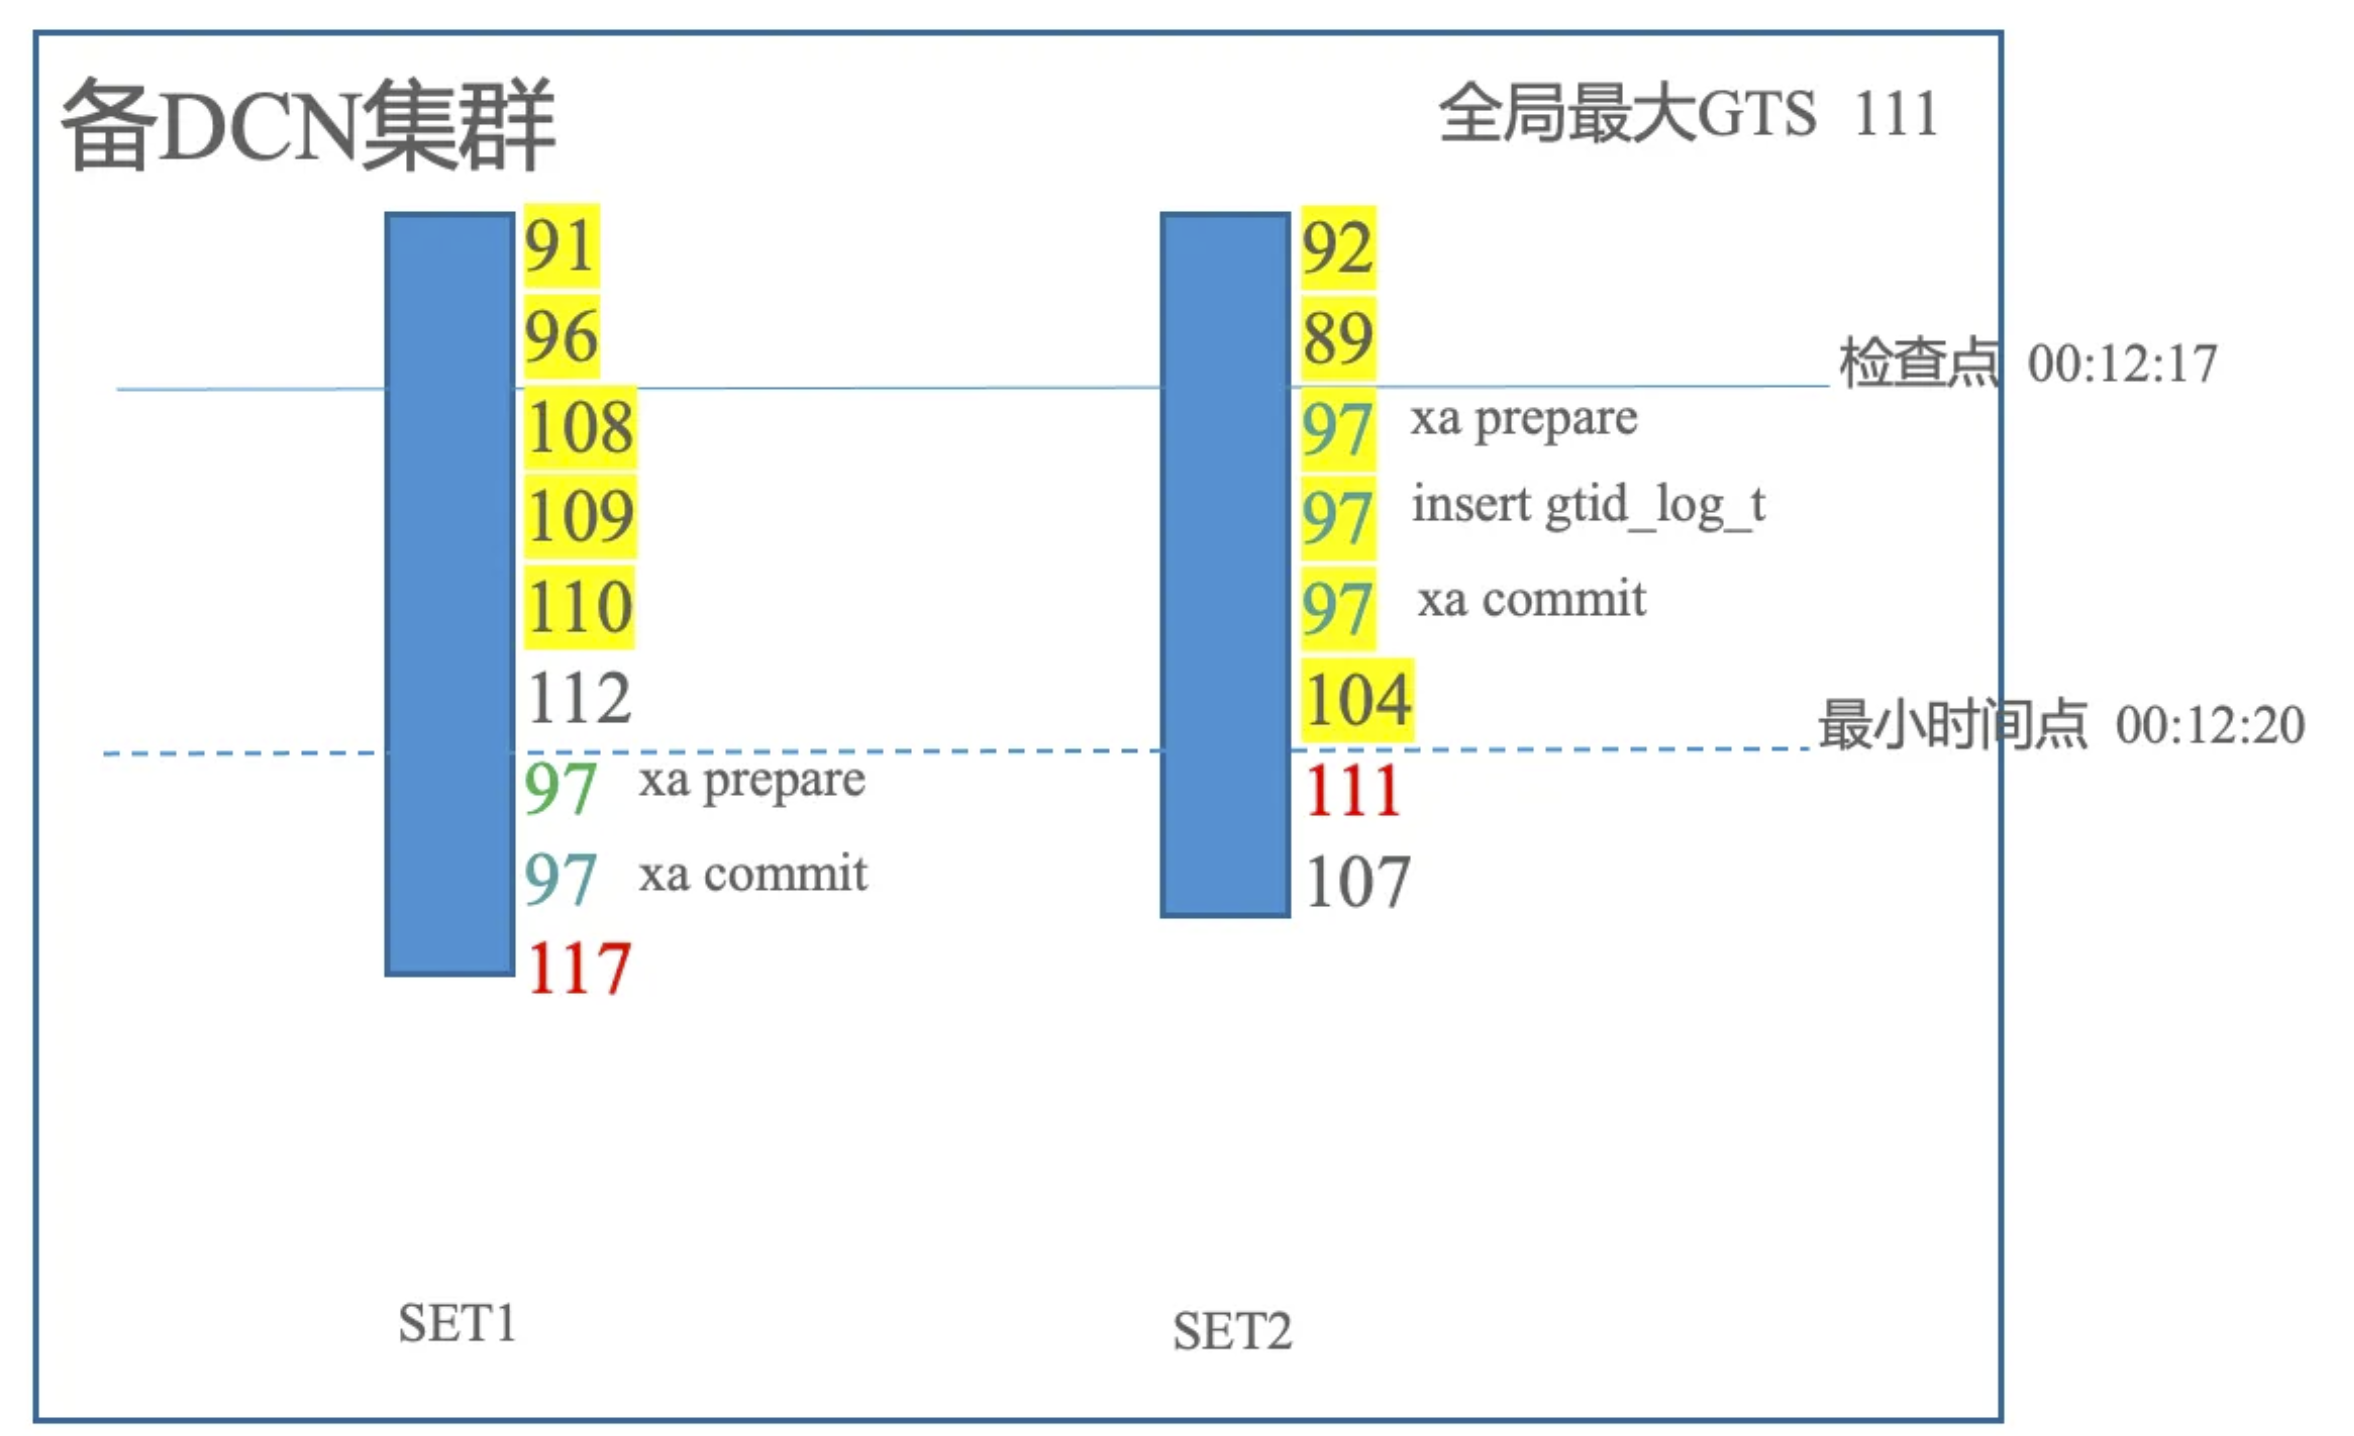 备DCN集群
全局最大GTS 111
91
96
108
109
110
112
97 xa prepare
97 xa commit
117
SET1
92
89
97 xa prepare
97 insert gtid_log_t
97 xa commit
104
111
107
SET2
检查点 00:12:17
最小时间点 00:12:20